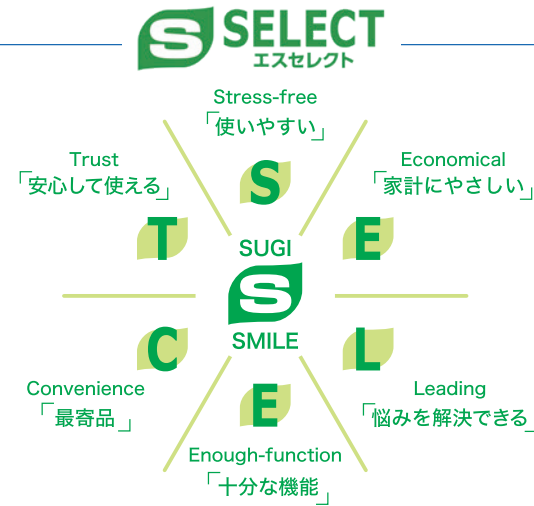 S SELECT
エスセレクト
Stress-free
「使いやすい」
S
Economical
「家計にやさしい」
E
Leading
「悩みを解決できる」
L
Enough-function
「十分な機能」
E
Convenience
「最寄品」
C
Trust
「安心して使える」
T
SUGI
S
SMILE